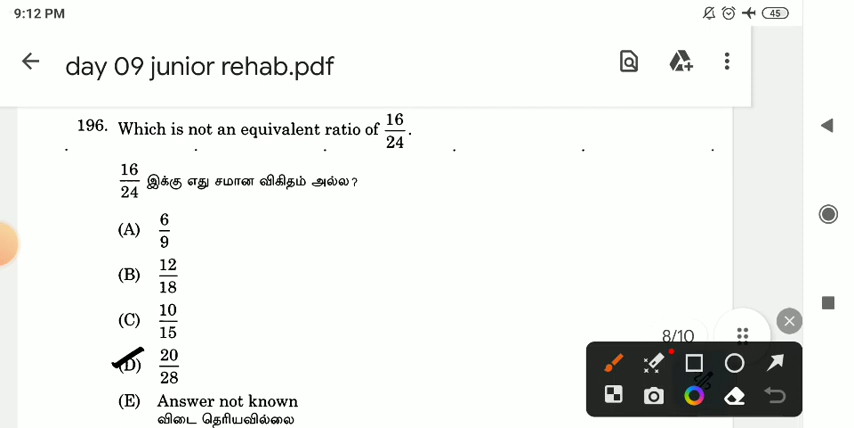 9:12 PM
45
day 09 junior rehab.pdf
196. Which is not an equivalent ratio of 16/24.
16/24 இக்கு எது சமான விகிதம் அல்ல?
(A) 6/9
(B) 12/18
(C) 10/15
(D) 20/28
(E) Answer not known
விடை தெரியவில்லை
8/10